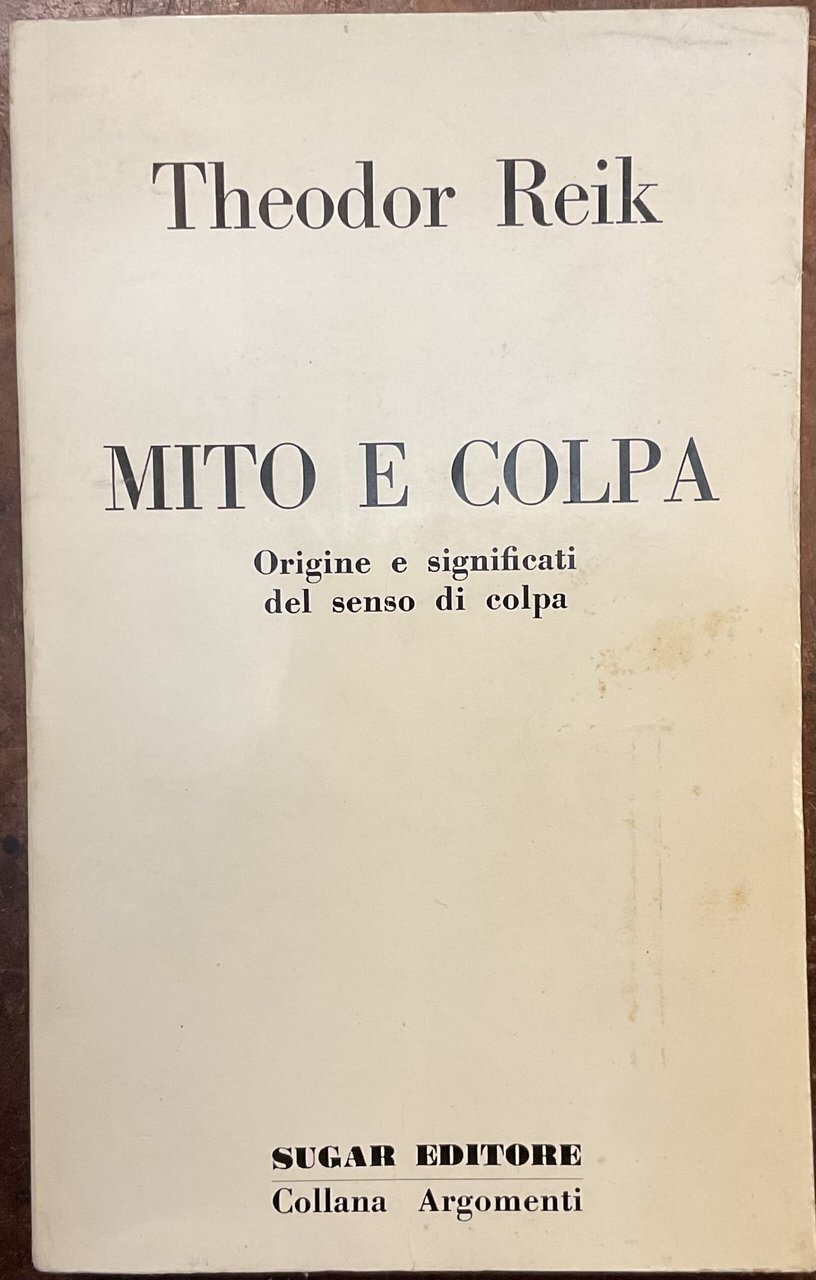 Theodor Reik
MITO E COLPA
Origine e significati
del senso di colpa
SUGAR EDITORE
Collana Argomenti